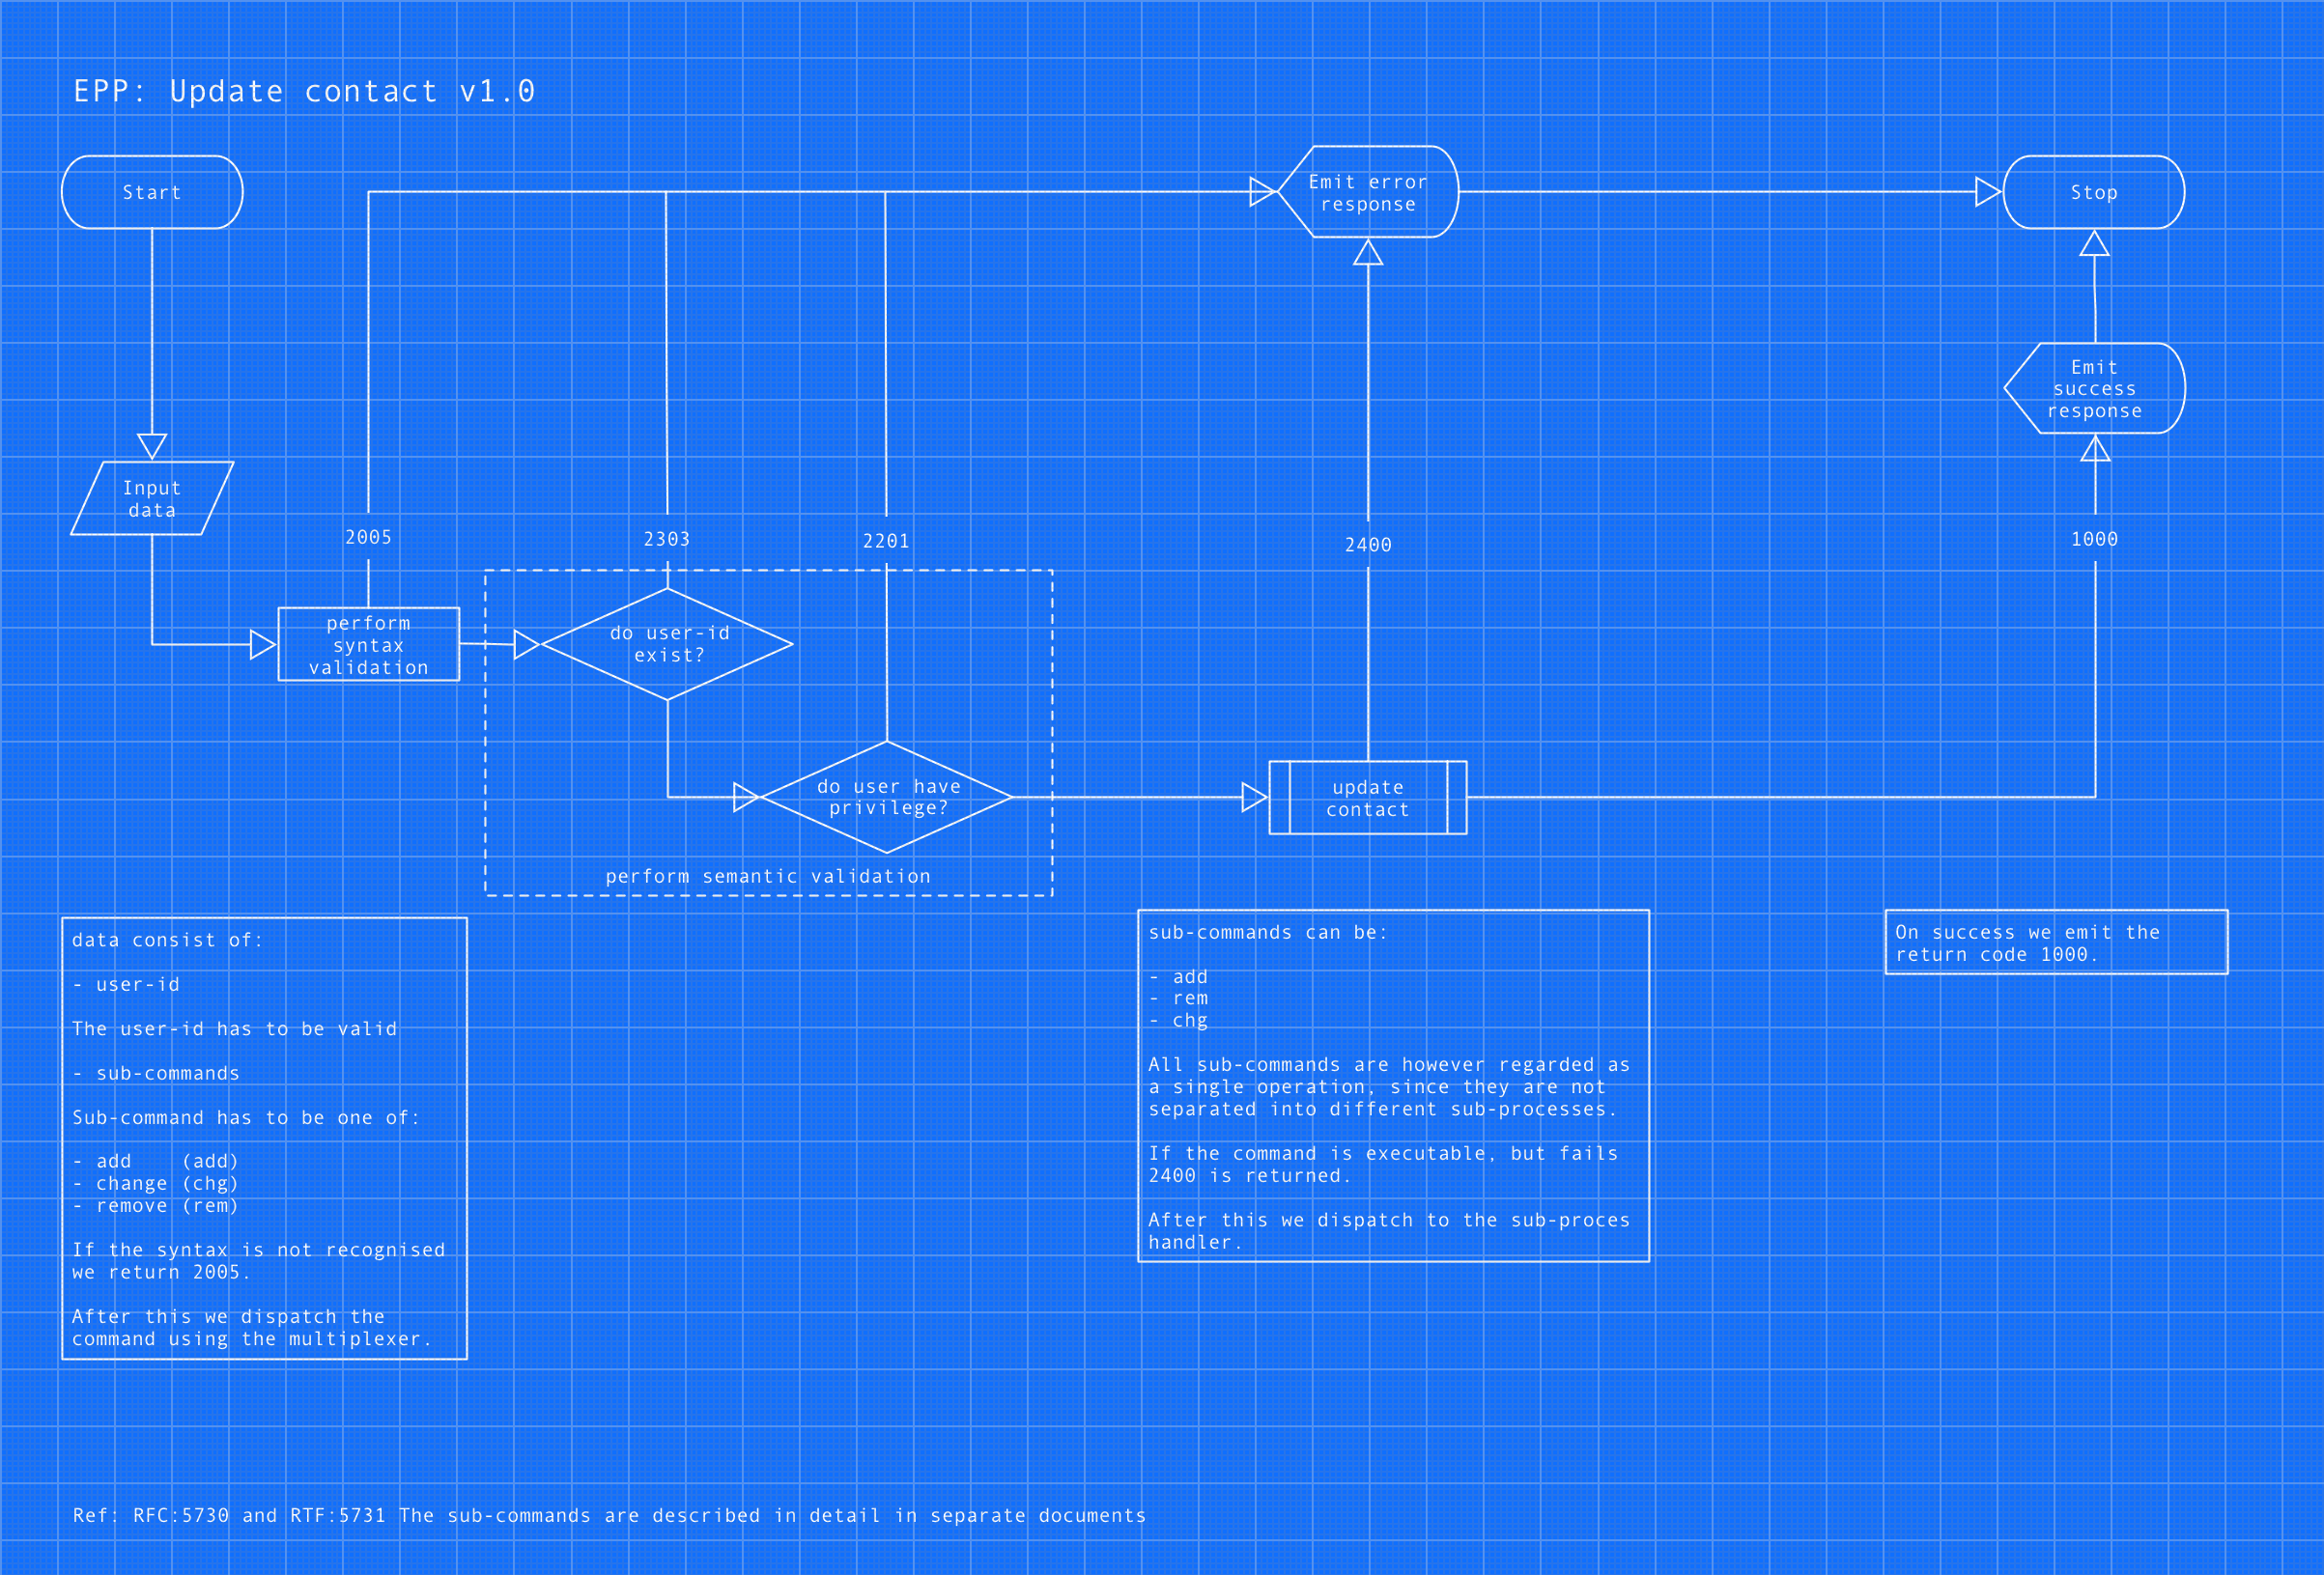 EPP: Update contact v1.0
Start
Emit error
response
Stop
Emit
success
response
Input
data
2005
2303
2201
2400
1000
perform
syntax
validation
do user-id
exist?
do user have
privilege?
update
contact
perform semantic validation
data consist of:
- user-id
The user-id has to be valid
- sub-commands
Sub-command has to be one of:
- add    (add)
- change (chg)
- remove (rem)
If the syntax is not recognised
we return 2005.
After this we dispatch the
command using the multiplexer.
sub-commands can be:
- add
- rem
- chg
All sub-commands are however regarded as
a single operation, since they are not
separated into different sub-processes.
If the command is executable, but fails
2400 is returned.
After this we dispatch to the sub-proces
handler.
On success we emit the
return code 1000.
Ref: RFC:5730 and RTF:5731 The sub-commands are described in detail in separate documents